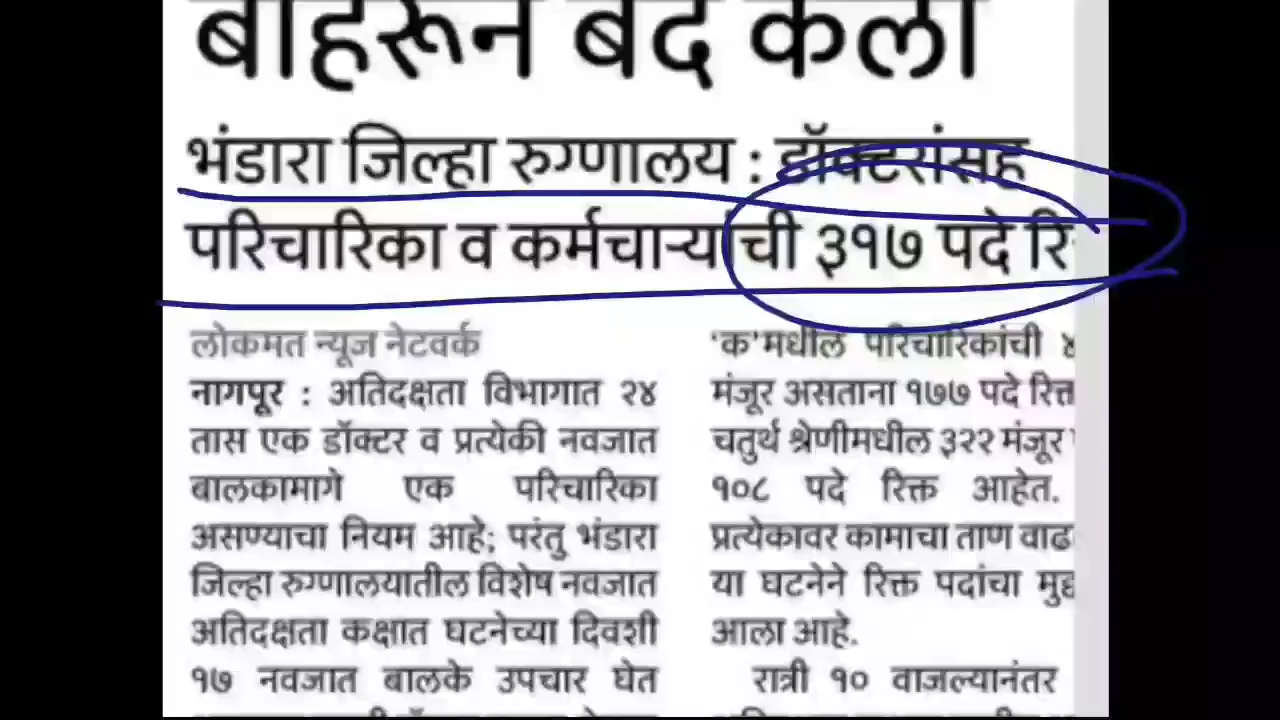 बाहेरून बंद केली
भंडारा जिल्हा रुग्णालय : डॉक्टरांसह
परिचारिका व कर्मचाऱ्यांची ३१७ पदे
लोकमत न्यूज नेटवर्क
नागपूर : अतिदक्षता विभागात २४
तास एक डॉक्टर व प्रत्येकी नवजात
बालकामागे एक परिचारिका
असण्याचा नियम आहे; परंतु भंडारा
जिल्हा रुग्णालयातील विशेष नवजात
अतिदक्षता कक्षात घटनेच्या दिवशी
१७ नवजात बालके उपचार घेत
'क'मधील परिचारिकांची
मंजूर असताना १७७ पदे रिक्त
चतुर्थ श्रेणीमधील ३२२ मंजूर
१०८ पदे रिक्त आहेत.
प्रत्येकावर कामाचा ताण
या घटनेने रिक्त पदांचा
आला आहे.
रात्री १० वाजल्यानंतर